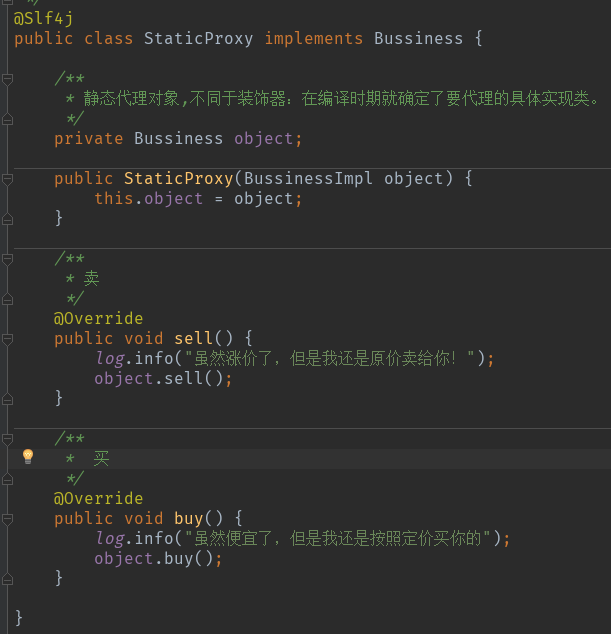 */
@Slf4j
public class StaticProxy implements Bussiness {
/**
* 静态代理对象,不同于装饰器：在编译时期就确定了要代理的具体实现类。
*/
private Bussiness object;
public StaticProxy(BussinessImpl object) {
this.object = object;
}
/**
* 卖
*/
@Override
public void sell() {
log.info("虽然涨价了，但是我还是原价卖给你！");
object.sell();
}
/**
* 买
*/
@Override
public void buy() {
log.info("虽然便宜了，但是我还是按照定价买你的");
object.buy();
}
}